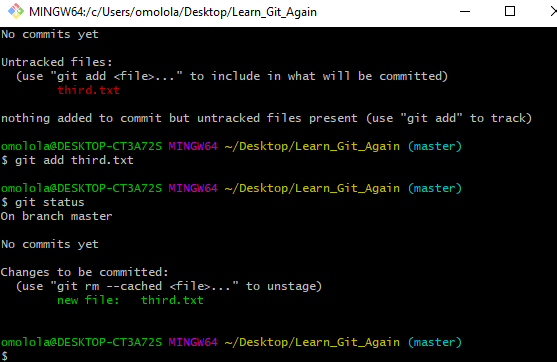 MINGW64:/c/Users/omolola/Desktop/Learn_Git_Again
No commits yet
Untracked files:
(use "git add <file>..." to include in what will be committed)
third.txt
nothing added to commit but untracked files present (use "git add" to track)
omolola@DESKTOP-CT3A72S MINGW64 ~/Desktop/Learn_Git_Again (master)
$ git add third.txt
omolola@DESKTOP-CT3A72S MINGW64 ~/Desktop/Learn_Git_Again (master)
$ git status
On branch master
No commits yet
Changes to be committed:
(use "git rm --cached <file>..." to unstage)
new file:   third.txt
omolola@DESKTOP-CT3A72S MINGW64 ~/Desktop/Learn_Git_Again (master)
$